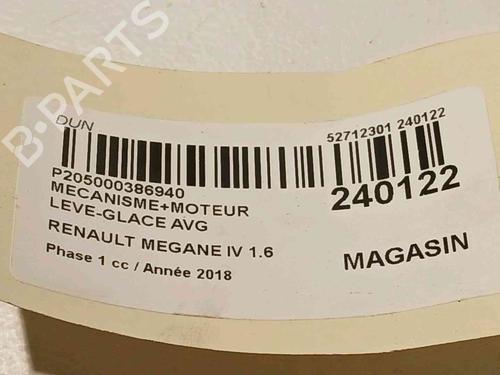 B-PARTS
DUN
52712301 240122
P205000386940
MECANISME+MOTEUR
LEVE-GLACE AVG
240122
RENAULT MEGANE IV 1.6
MAGASIN
Phase 1 cc / Année 2018